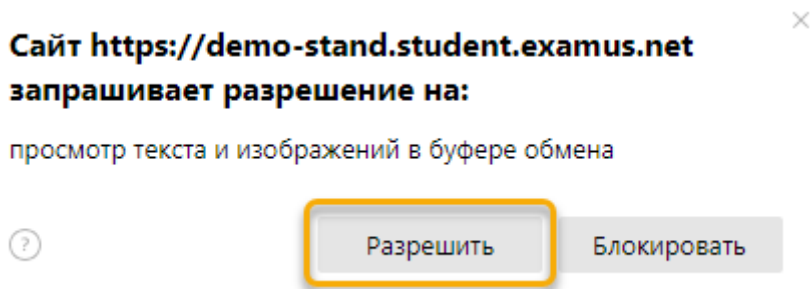 Сайт https://demo-stand.student.examus.net
запрашивает разрешение на:
просмотр текста и изображений в буфере обмена
? Разрешить Блокировать